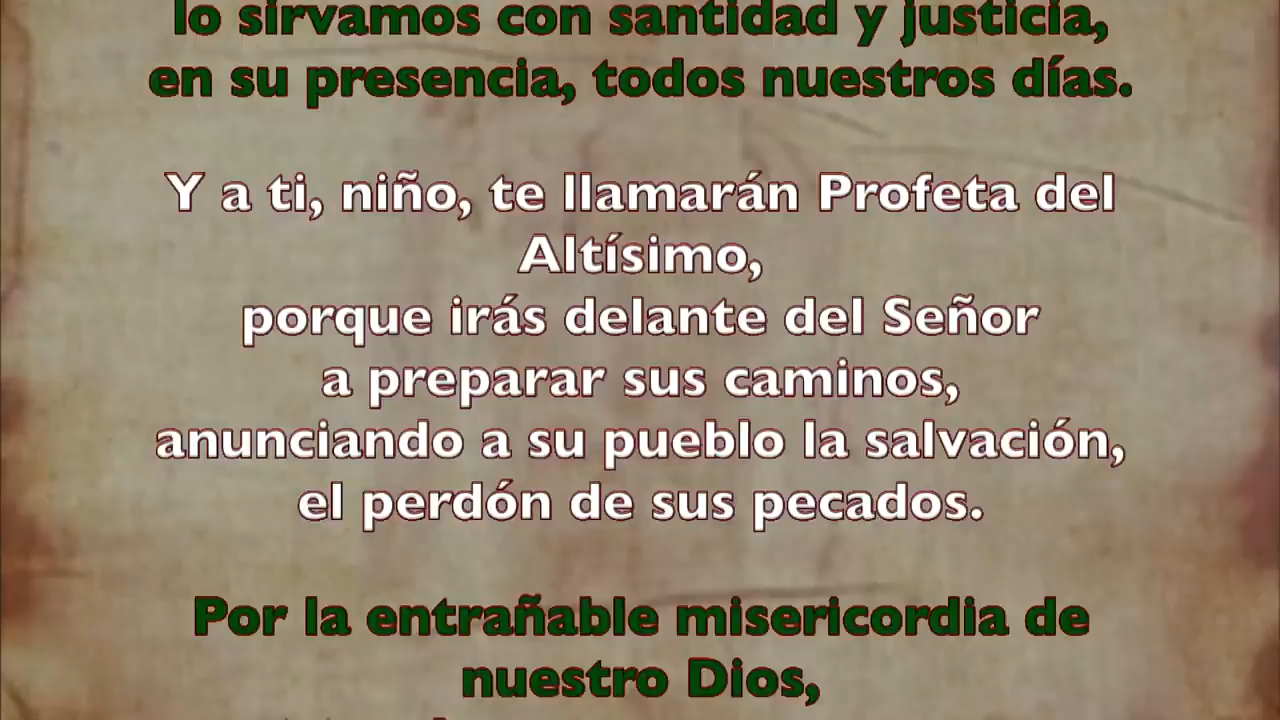 lo sirvamos con santidad y justicia,
en su presencia, todos nuestros días.
Y a ti, niño, te llamarán Profeta del
Altísimo,
porque irás delante del Señor
a preparar sus caminos,
anunciando a su pueblo la salvación,
el perdón de sus pecados.
Por la entrañable misericordia de
nuestro Dios,